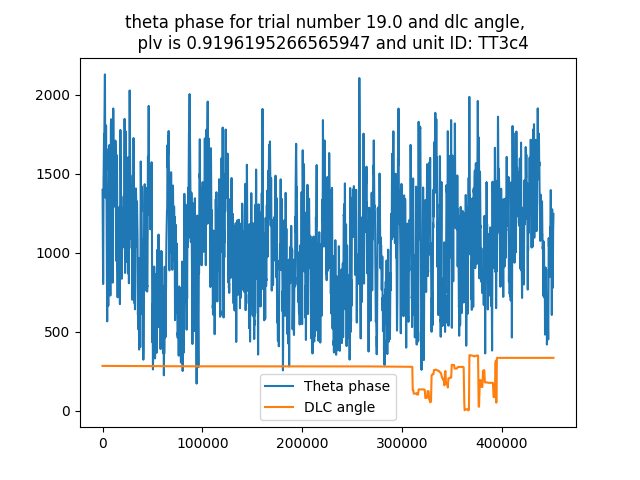 theta phase for trial number 19.0 and dlc angle,
plv is 0.9196195266565947 and unit ID: TT3c4
2000
1500
1000
500
0
Theta phase
DLC angle
0
100000
200000
300000
400000